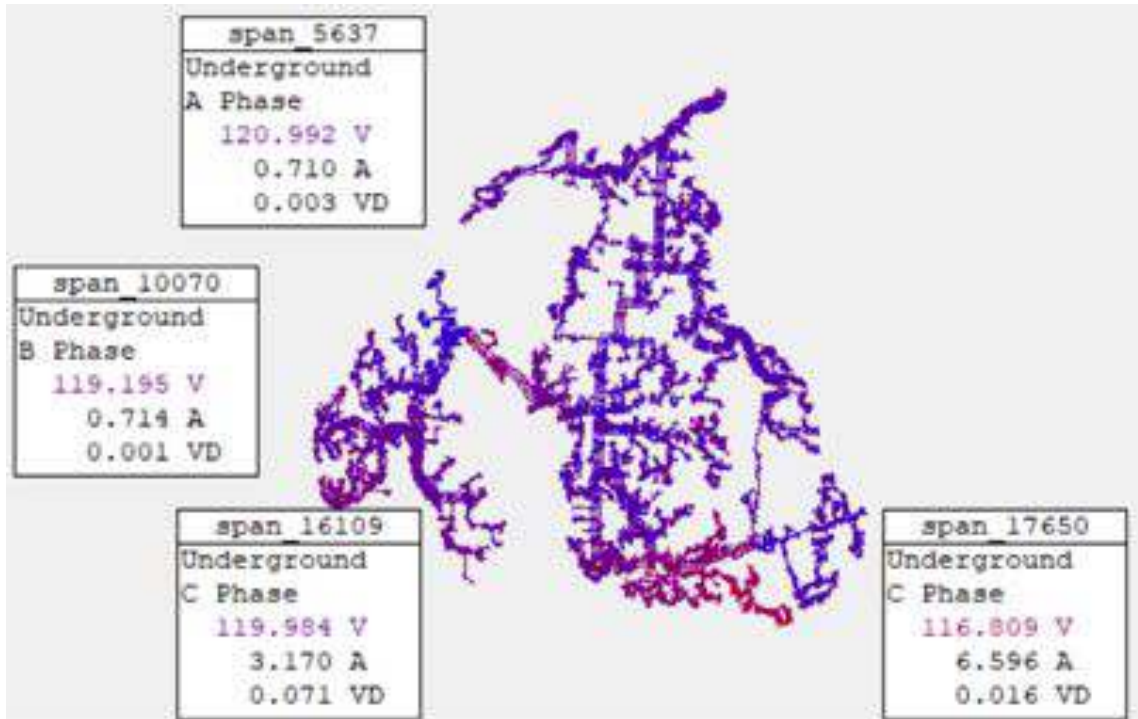 span_5637
Underground
A Phase
120.992 V
0.710 A
0.003 VD
span_10070
Underground
B Phase
119.195 V
0.714 A
0.001 VD
span_16109
Underground
C Phase
119.984 V
3.170 A
0.071 VD
span_17650
Underground
C Phase
116.809 V
6.596 A
0.016 VD